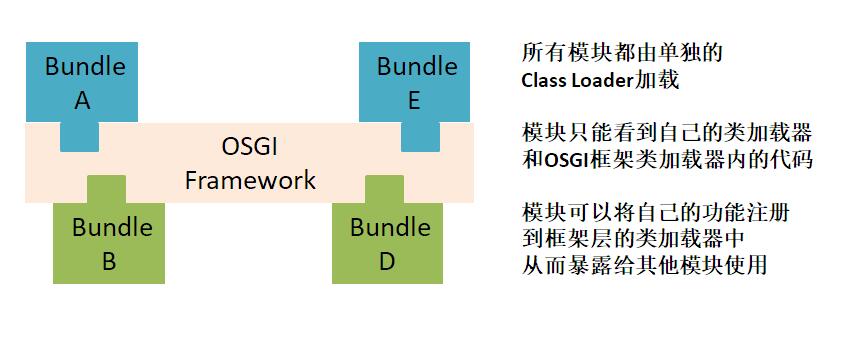 Bundle
A
Bundle
E
OSGI
Framework
Bundle
B
Bundle
D
所有模块都由单独的
Class Loader加载
模块只能看到自己的类加载器
和OSGI框架类加载器内的代码
模块可以将自己的功能注册
到框架层的类加载器中
从而暴露给其他模块使用